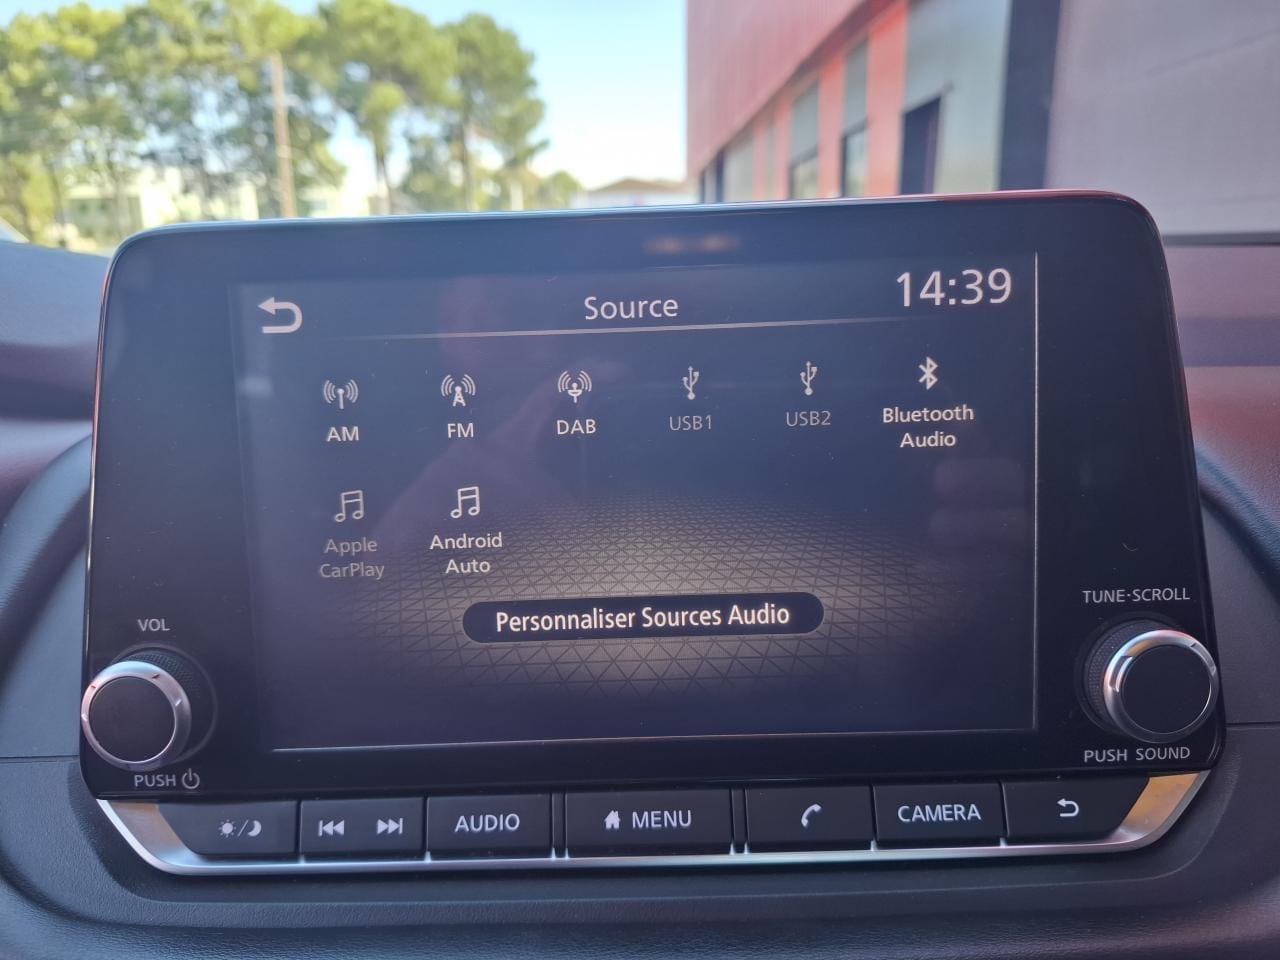 Source
14:39
AM
FM
DAB
USB1
USB2
Bluetooth
Audio
Apple
CarPlay
Android
Auto
Personnaliser Sources Audio
VOL
TUNE·SCROLL
PUSH
PUSH SOUND
AUDIO
MENU
CAMERA